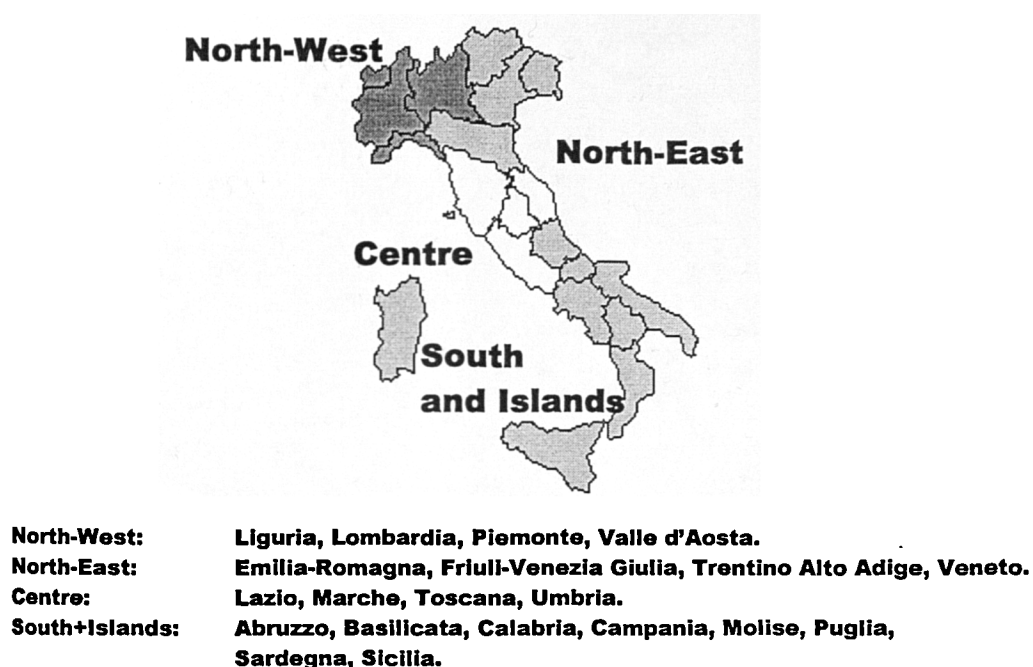 North-West
North-East
Centre
South
and Islands
North-West: Liguria, Lombardia, Piemonte, Valle d'Aosta.
North-East: Emilia-Romagna, Friuli-Venezia Giulia, Trentino Alto Adige, Veneto.
Centre: Lazio, Marche, Toscana, Umbria.
South+Islands: Abruzzo, Basilicata, Calabria, Campania, Molise, Puglia,
Sardegna, Sicilia.